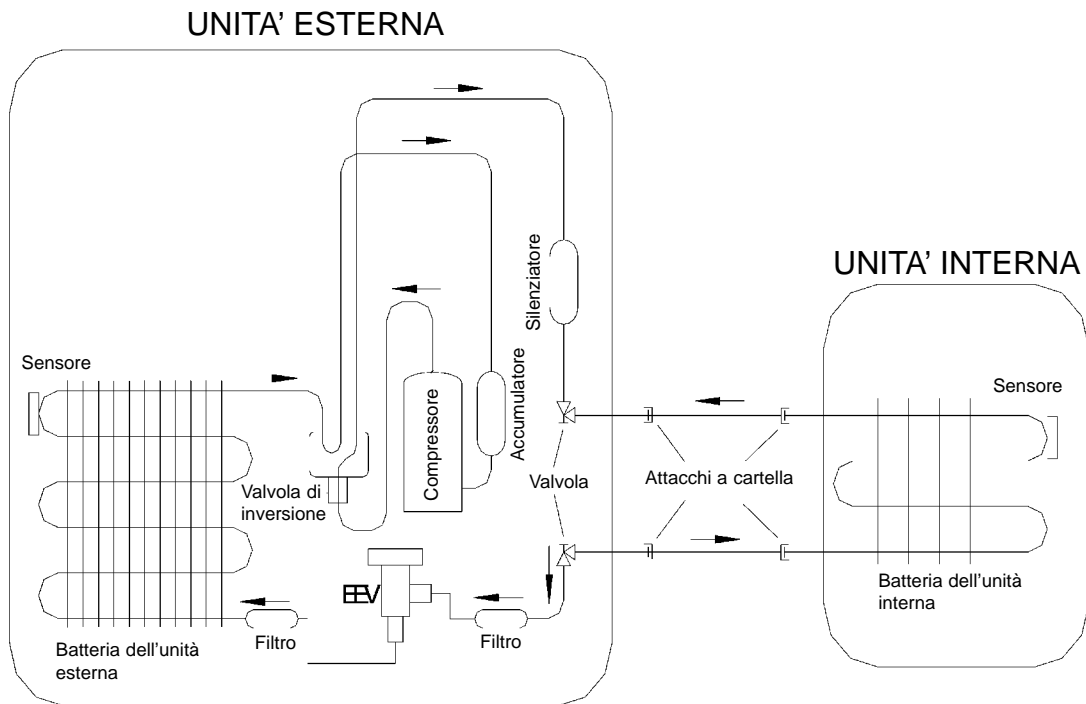 UNITA' ESTERNA
UNITA' INTERNA
Silenziatore
Sensore
Sensore
Compressore
Accumulatore
Valvola di
inversione
Valvola
Attacchi a cartella
EEV
Batteria dell'unità
interna
Filtro
Filtro
Batteria dell'unità
esterna